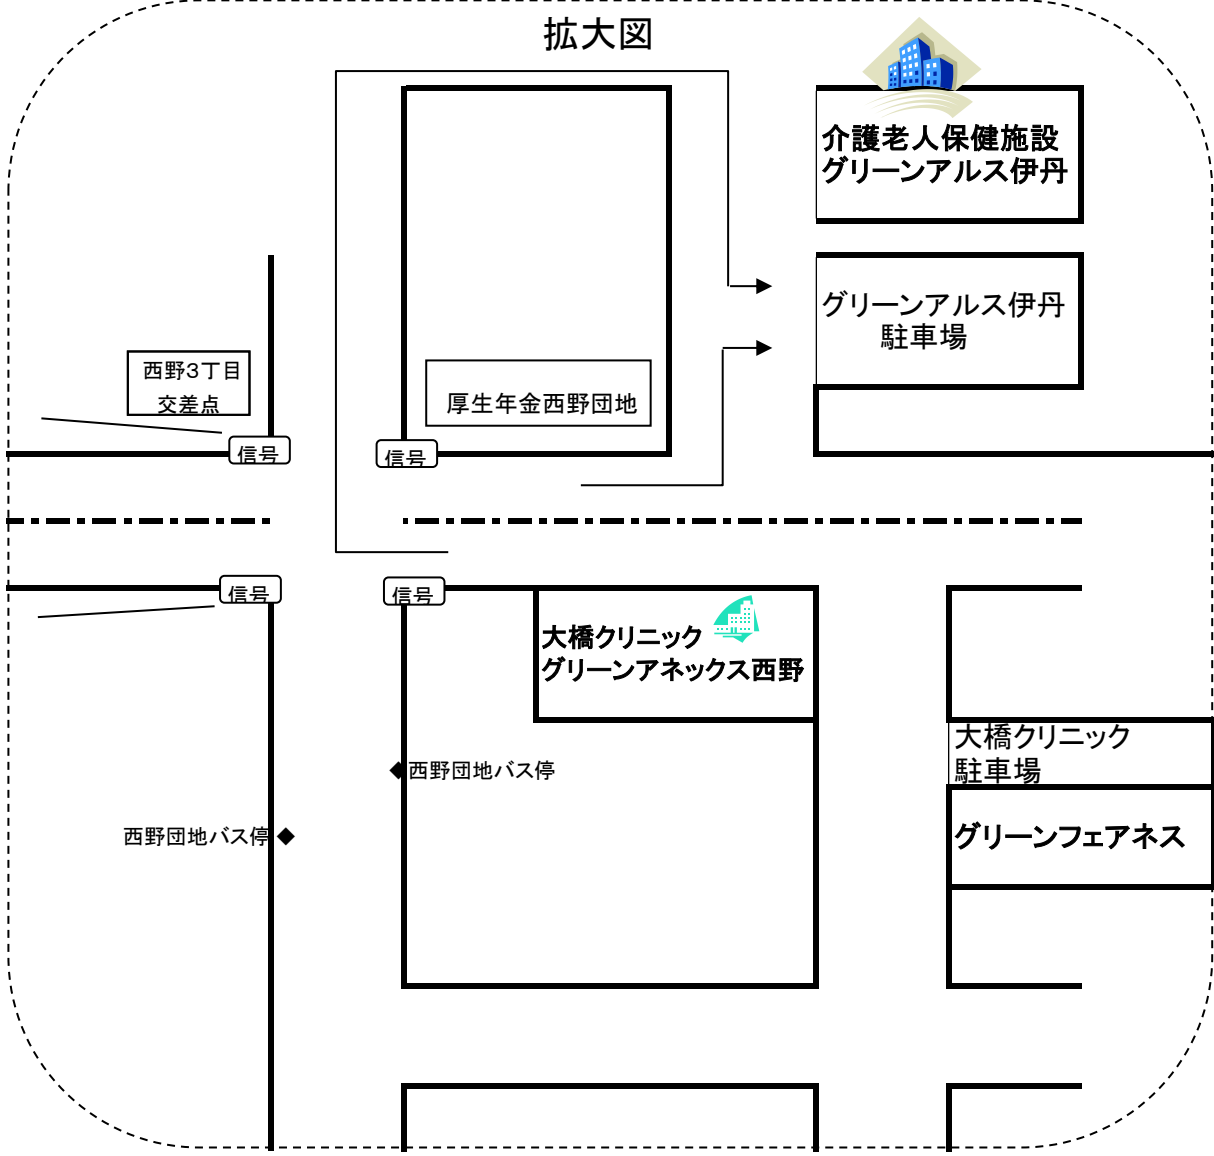 拡大図
介護老人保健施設
グリーンアルス伊丹
グリーンアルス伊丹
駐車場
西野3丁目
交差点
厚生年金西野団地
信号
信号
信号
信号
大橋クリニック
グリーンアネックス西野
大橋クリニック
駐車場
西野団地バス停
西野団地バス停
グリーンフェアネス